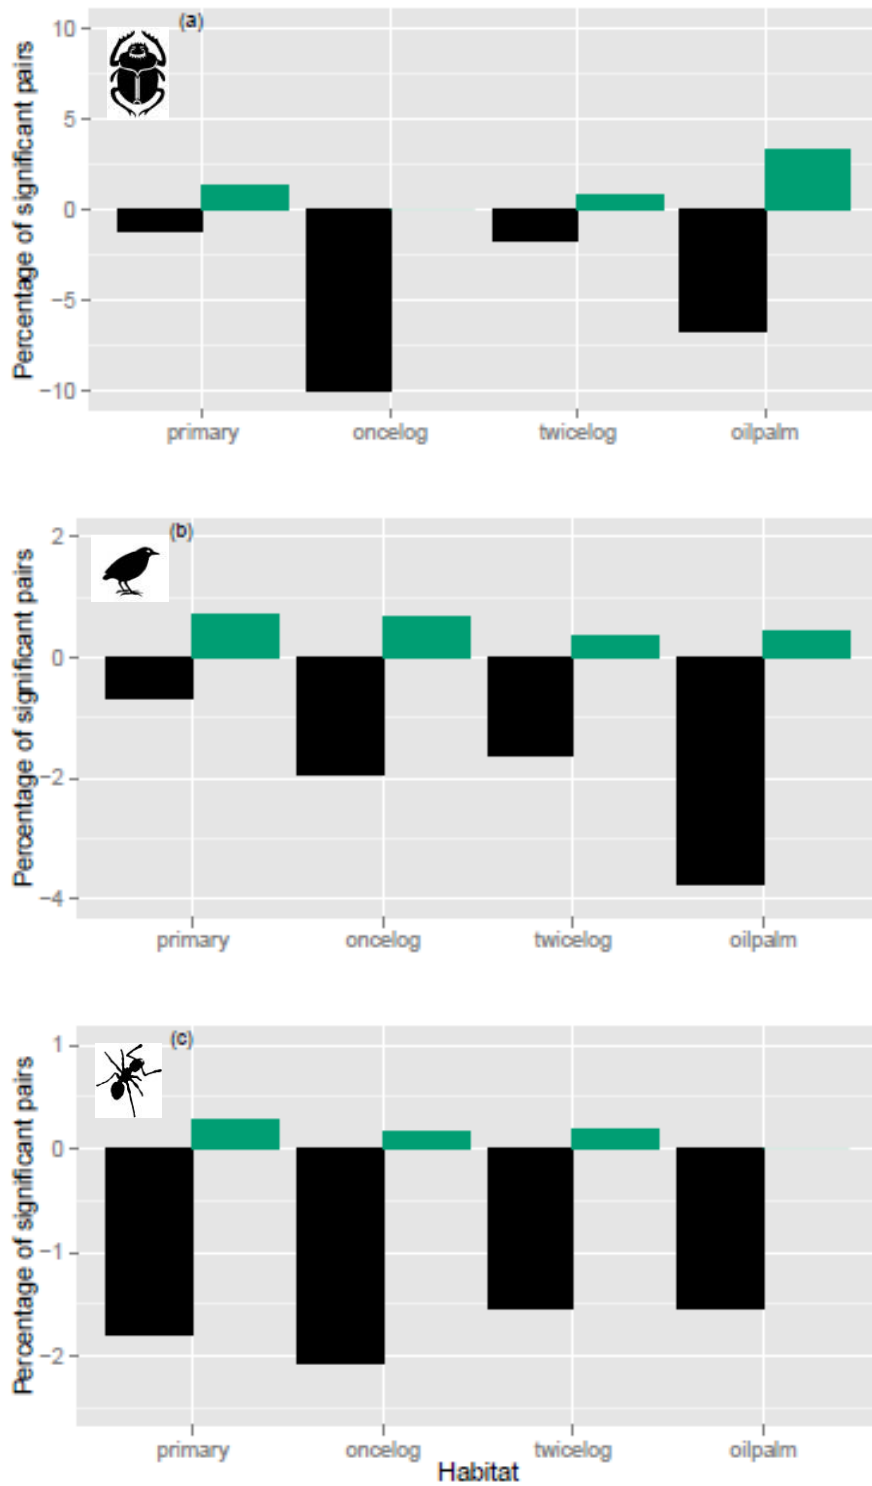 (a)
Percentage of significant pairs
10
5
0
−5
−10
primary oncelog twicelog oilpalm
(b)
Percentage of significant pairs
2
0
−2
−4
primary oncelog twicelog oilpalm
(c)
Percentage of significant pairs
1
0
−1
−2
primary oncelog twicelog oilpalm
Habitat